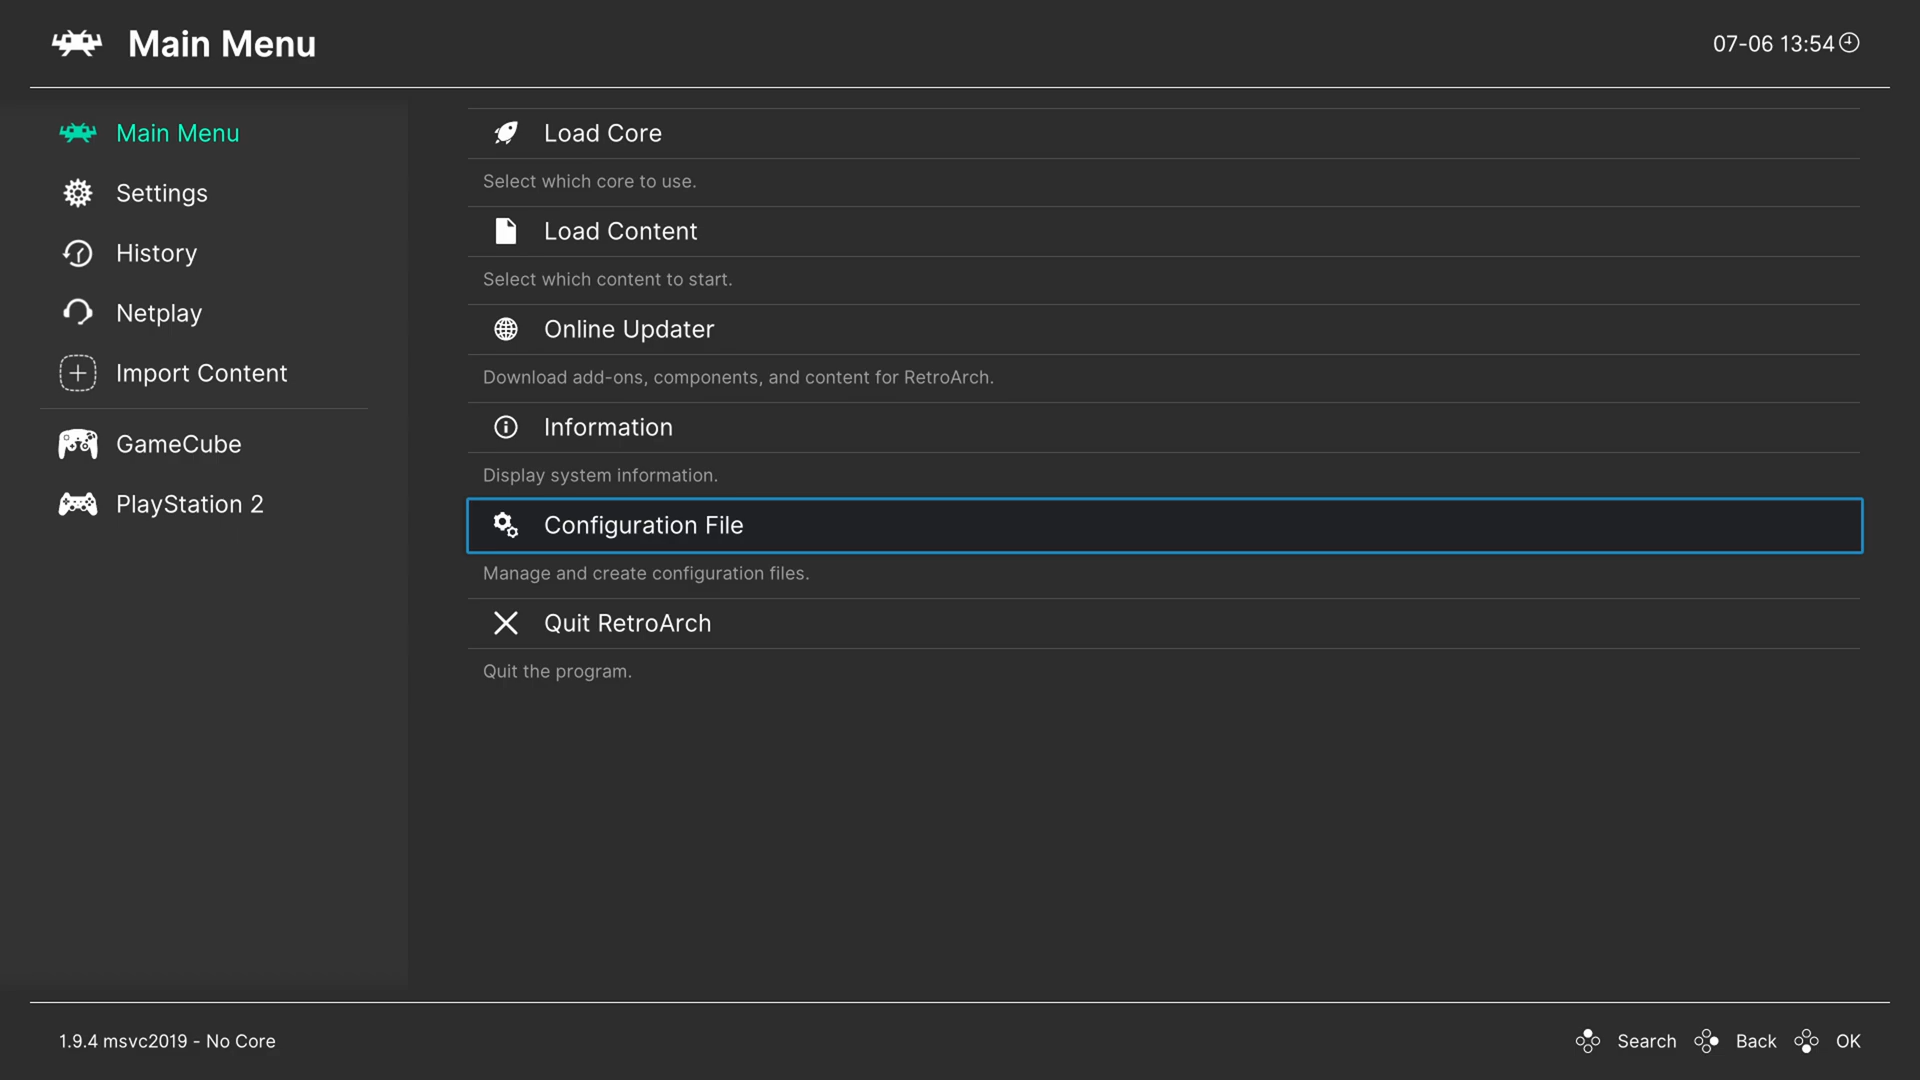 Main Menu
07-06 13:54
Main Menu
Settings
History
Netplay
Import Content
GameCube
PlayStation 2
Load Core
Select which core to use.
Load Content
Select which content to start.
Online Updater
Download add-ons, components, and content for RetroArch.
Information
Display system information.
Configuration File
Manage and create configuration files.
Quit RetroArch
Quit the program.
1.9.4 msvc2019 - No Core
Search Back OK